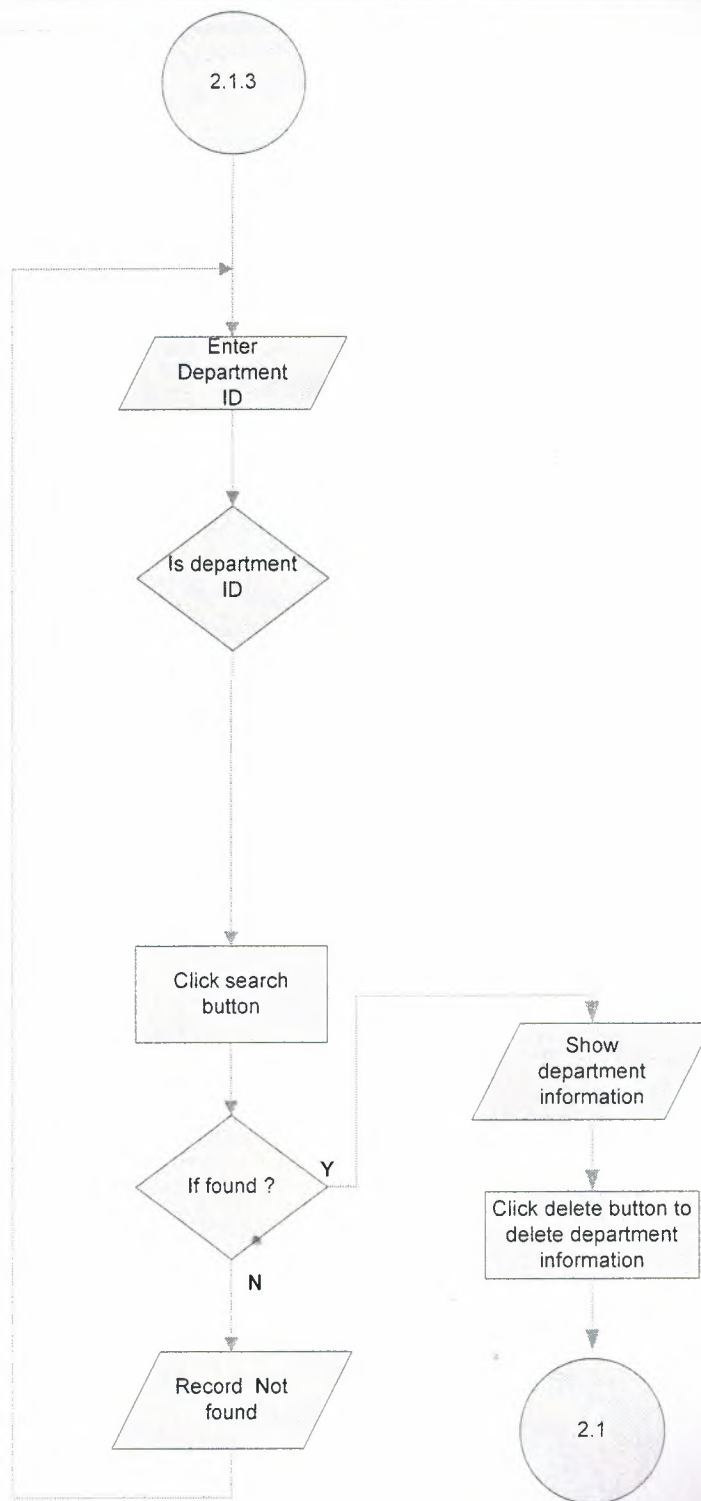 2.1.3
Enter
Department
ID
Is department
ID
Click search
button
If found ?
Y
N
Record Not
found
Show
department
information
Click delete button to
delete department
information
2.1